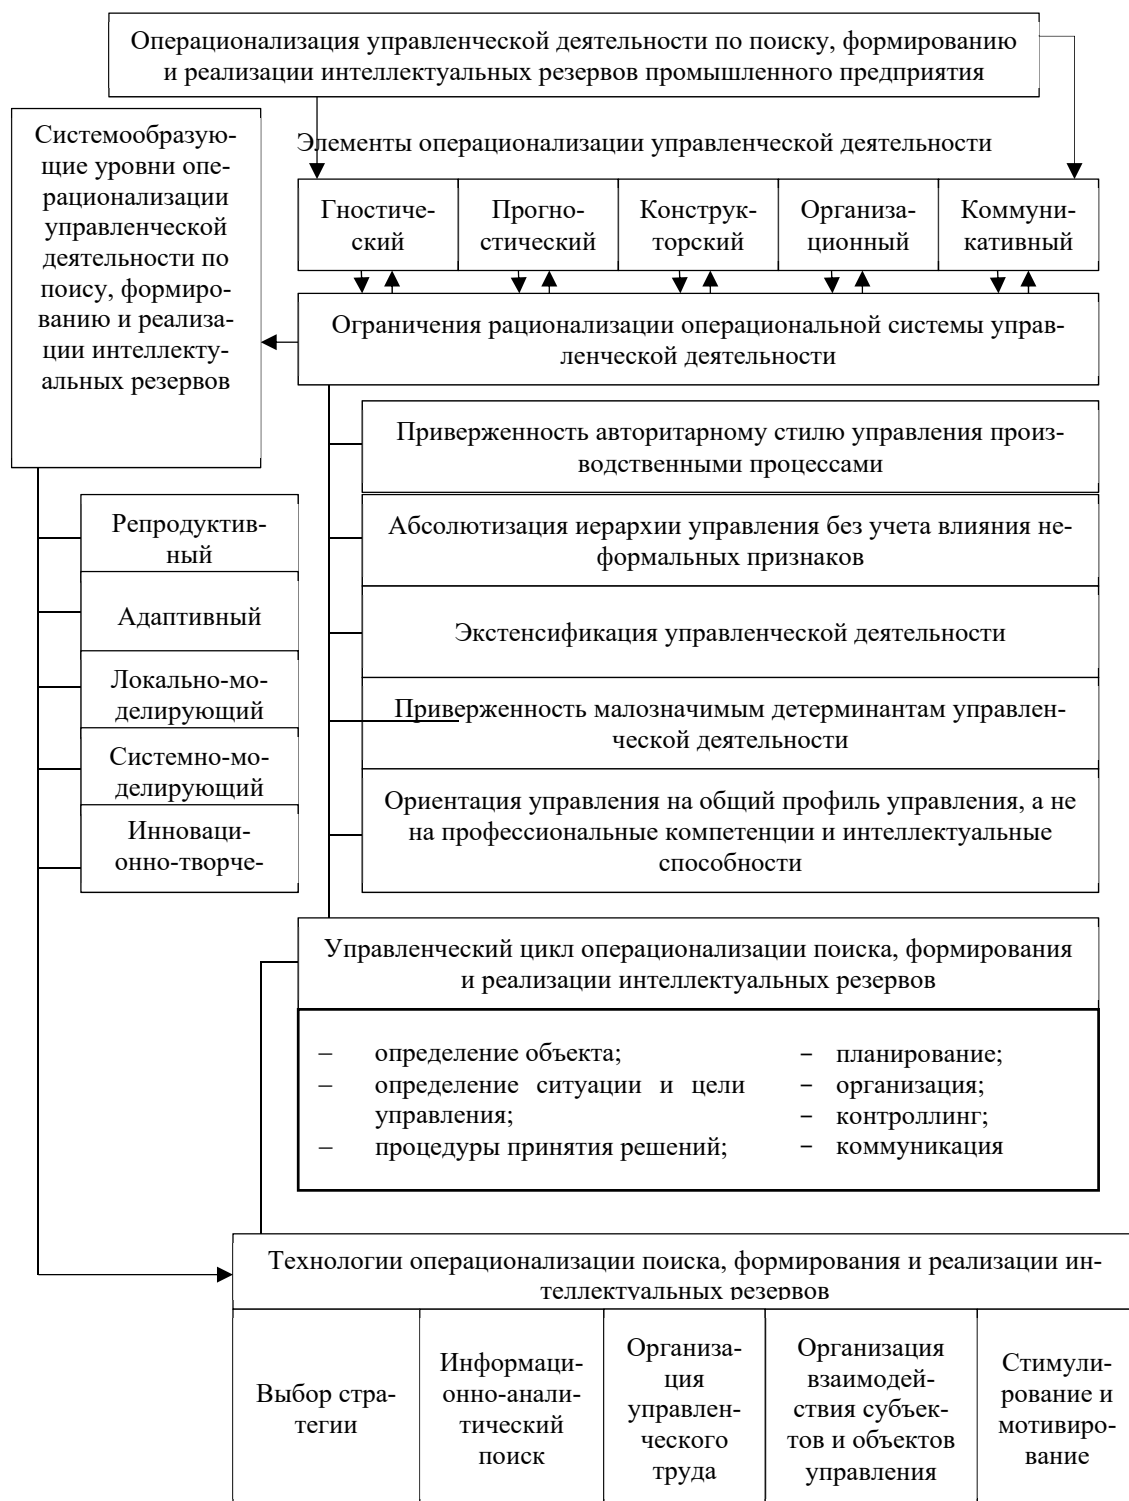 Операционализация управленческой деятельности по поиску, формированию
и реализации интеллектуальных резервов промышленного предприятия
Системообразую-
щие уровни опе-
рационализации
управленческой
деятельности по
поису, формиро-
ванию и реализа-
ции интеллекту-
альных резервов
Элементы операционализации управленческой деятельности
Гностиче-
ский
Прогно-
стический
Конструк-
торский
Организа-
ционный
Коммуни-
кативный
Ограничения рационализации операциональной системы управ-
ленческой деятельности
Приверженность авторитарному стилю управления произ-
водственными процессами
Абсолютизация иерархии управления без учета влияния не-
формальных признаков
Экстенсификация управленческой деятельности
Приверженность малозначимым детерминантам управлен-
ческой деятельности
Ориентация управления на общий профиль управления, а не
на профессиональные компетенции и интеллектуальные
способности
Репродуктив-
ный
Адаптивный
Локально-мо-
делирующий
Системно-мо-
делирующий
Инноваци-
онно-творче-
Управленческий цикл операционализации поиска, формирования
и реализации интеллектуальных резервов
– определение объекта;
– определение ситуации и цели
управления;
– процедуры принятия решений;
– планирование;
– организация;
– контроллинг;
– коммуникация
Технологии операционализации поиска, формирования и реализации ин-
теллектуальных резервов
Выбор стра-
тегии
Информаци-
онно-анали-
тический
поиск
Организа-
ция
управлен-
ческого
труда
Организация
взаимодей-
ствия субъек-
тов и объектов
управления
Стимули-
рование и
мотивиро-
вание